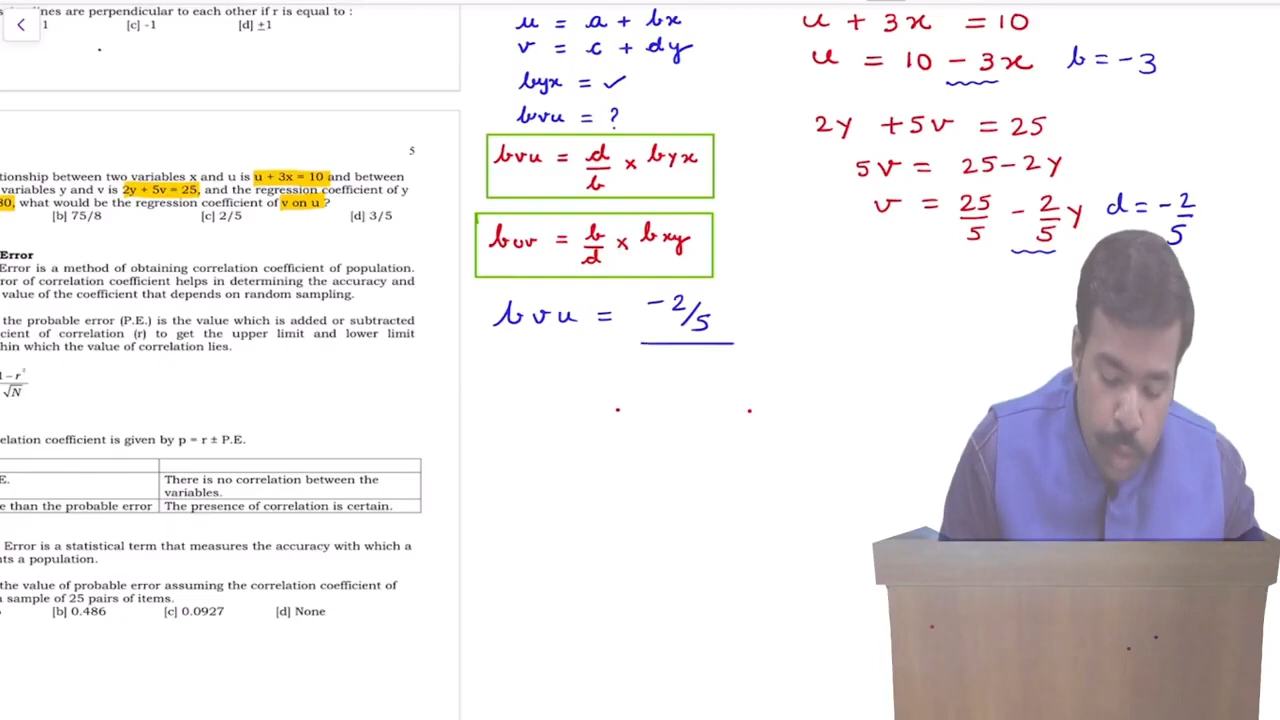 nes are perpendicular to each other if r is equal to :
1 [c] -1 [d] ±1
5
tionship between two variables x and u is u + 3x = 10 and between
variables y and v is 2y + 5v = 25, and the regression coefficient of y
80, what would be the regression coefficient of v on u ?
[b] 75/8 [c] 2/5 [d] 3/5
Error
Error is a method of obtaining correlation coefficient of population.
ror of correlation coefficient helps in determining the accuracy and
value of the coefficient that depends on random sampling.
the probable error (P.E.) is the value which is added or subtracted
cient of correlation (r) to get the upper limit and lower limit
hin which the value of correlation lies.
1 − r²
√N
elation coefficient is given by p = r ± P.E.
E. There is no correlation between the
variables.
e than the probable error The presence of correlation is certain.
Error is a statistical term that measures the accuracy with which a
nts a population.
the value of probable error assuming the correlation coefficient of
sample of 25 pairs of items.
[b] 0.486 [c] 0.0927 [d] None
u = a + bx
v = c + dy
byx = ✓
bvu = ?
bvu = d/b × byx
buv = b/d × bxy
bvu = -2/5
u + 3x = 10
u = 10 - 3x b = -3
2y + 5v = 25
5v = 25 - 2y
v = 25/5 - 2/5 y d = -2/5